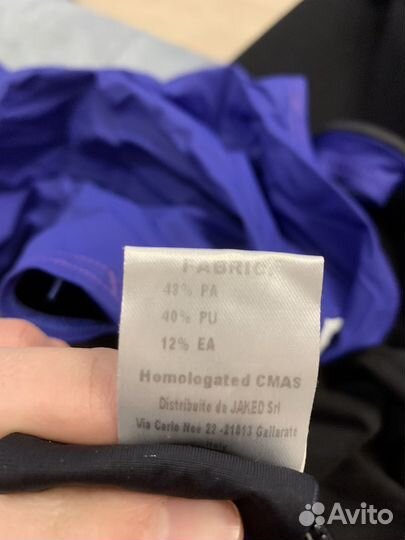 FABRIC:
48% PA
40% PU
12% EA
Homologated CMAS
Distribuito da JAKED Srl
Via Carlo Noè 22 -21013 Gallarate
Avito